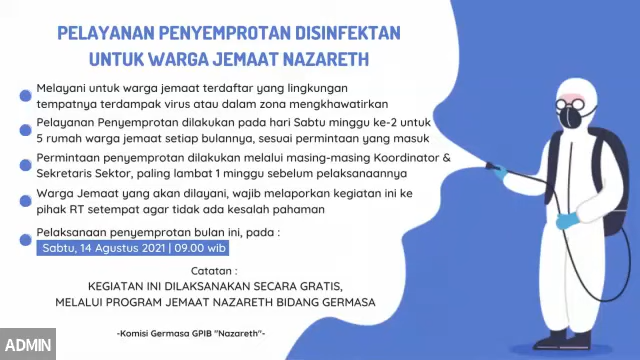 PELAYANAN PENYEMPROTAN DISINFEKTAN
UNTUK WARGA JEMAAT NAZARETH
Melayani untuk warga jemaat terdaftar yang lingkungan
tempatnya terdampak virus atau dalam zona mengkhawatirkan
Pelayanan Penyemprotan dilakukan pada hari Sabtu minggu ke-2 untuk
5 rumah warga jemaat setiap bulannya, sesuai permintaan yang masuk
Permintaan penyemprotan dilakukan melalui masing-masing Koordinator &
Sekretaris Sektor, paling lambat 1 minggu sebelum pelaksanaannya
Warga Jemaat yang akan dilayani, wajib melaporkan kegiatan ini ke
pihak RT setempat agar tidak ada kesalah pahaman
Pelaksanaan penyemprotan bulan ini, pada :
Sabtu, 14 Agustus 2021 | 09.00 wib
Catatan :
KEGIATAN INI DILAKSANAKAN SECARA GRATIS,
MELALUI PROGRAM JEMAAT NAZARETH BIDANG GERMASA
-Komisi Germasa GPIB "Nazareth"-
ADMIN